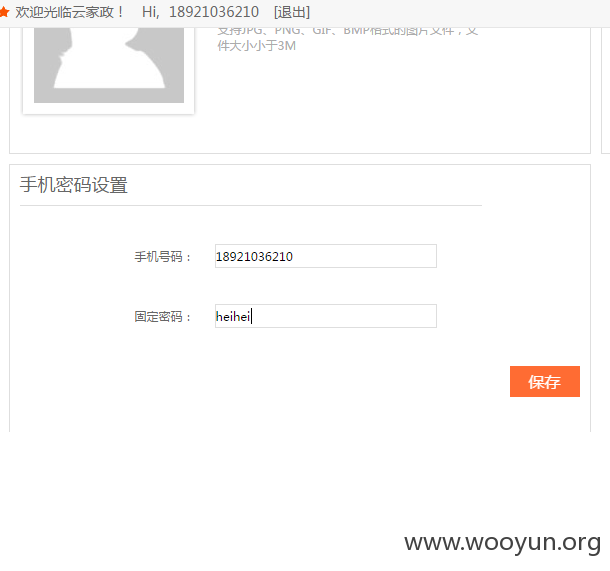 欢迎光临云家政！ Hi, 18921036210 [退出]
支持JPG、PNG、GIF、BMP格式的图片文件，文
件大小小于3M
手机密码设置
手机号码： 18921036210
固定密码： heihei
保存
www.wooyun.org